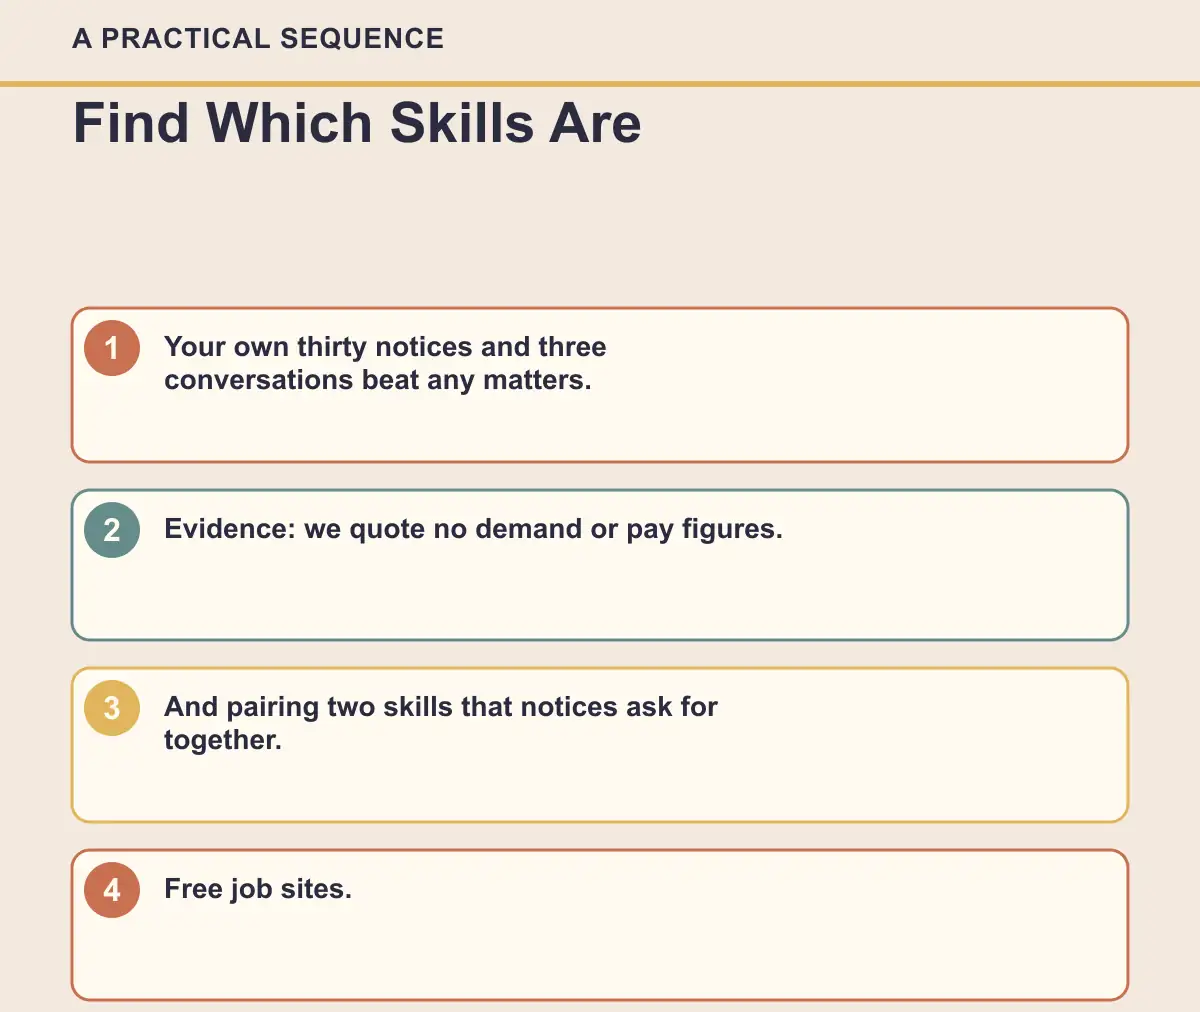 A PRACTICAL SEQUENCE
Find Which Skills Are
1
Your own thirty notices and three
conversations beat any matters.
2
Evidence: we quote no demand or pay figures.
3
And pairing two skills that notices ask for
together.
4
Free job sites.